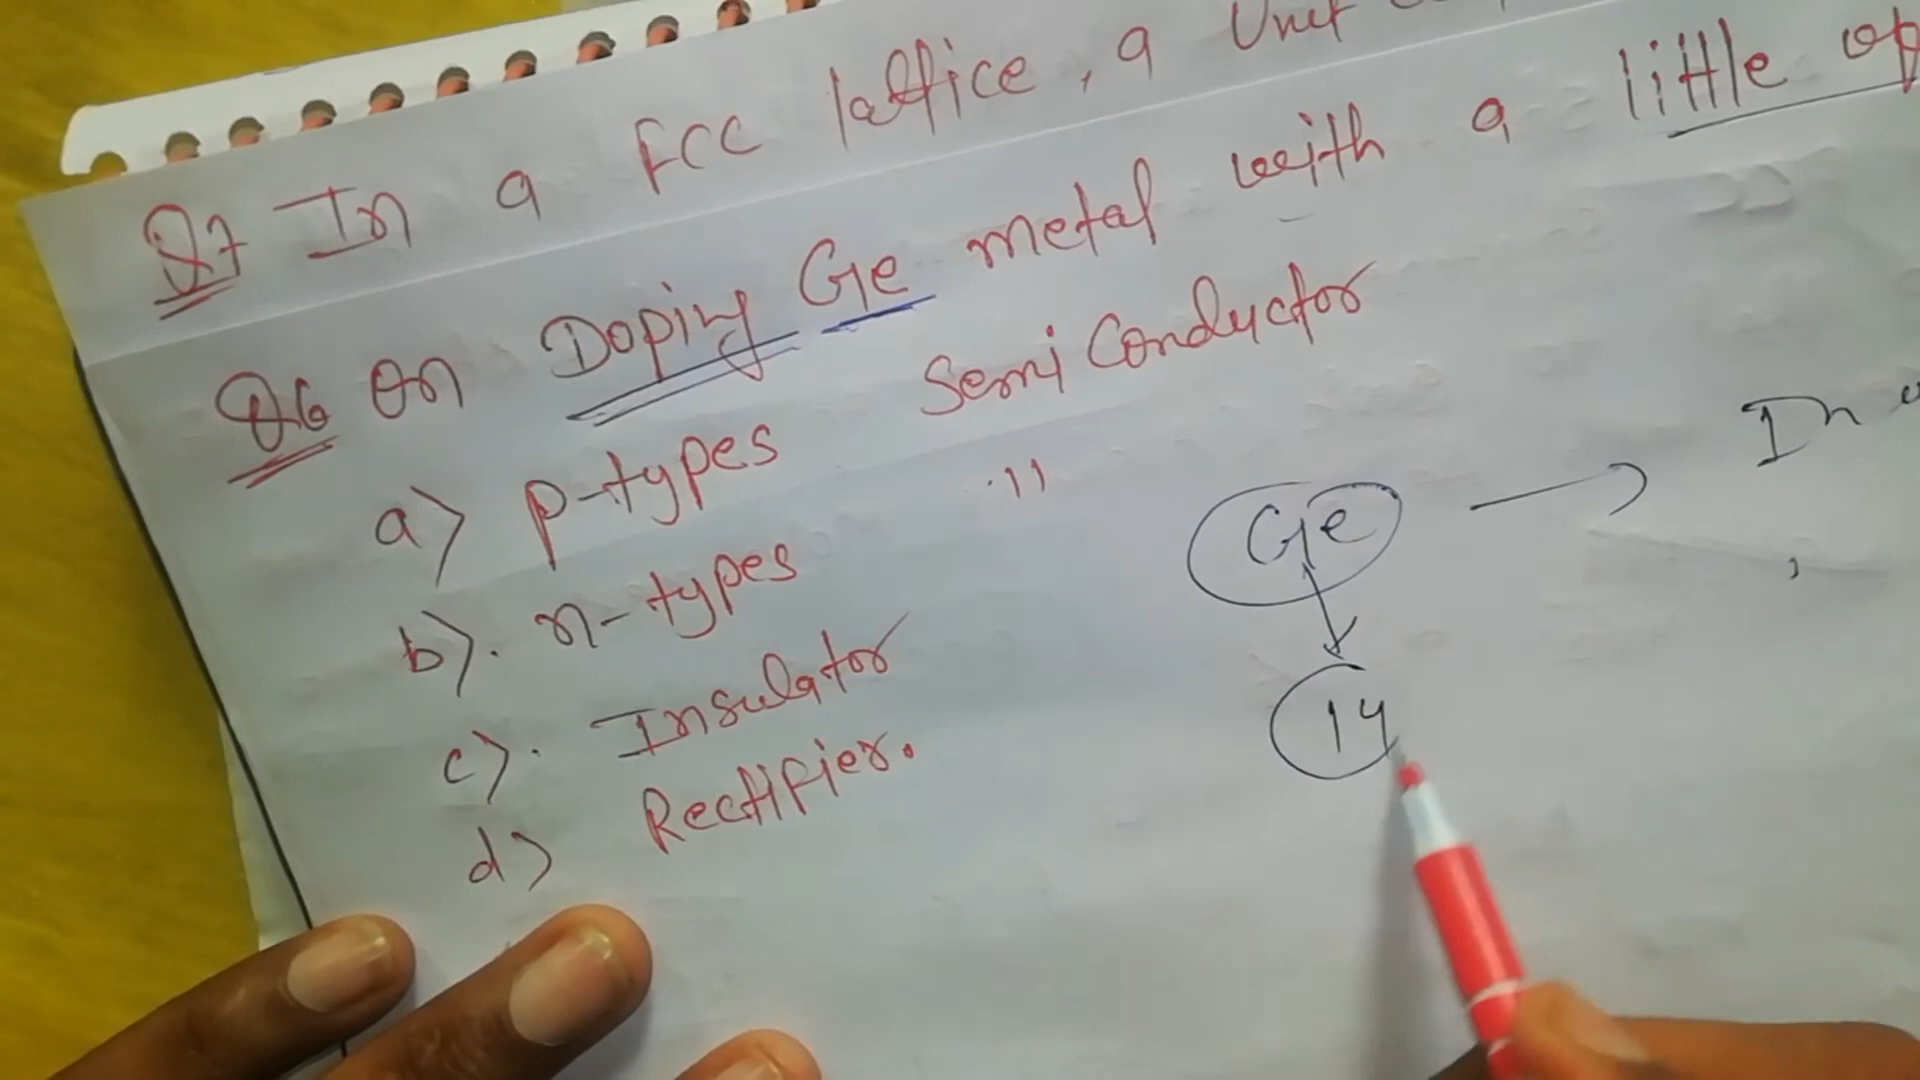 Q7 In a FCC lattice, a Unit
Q6 On Doping Ge metal with a little of
a) p-types Semi Conductor
b). n-types "
c). Insulator
d) Rectifier.
Ge → In
14